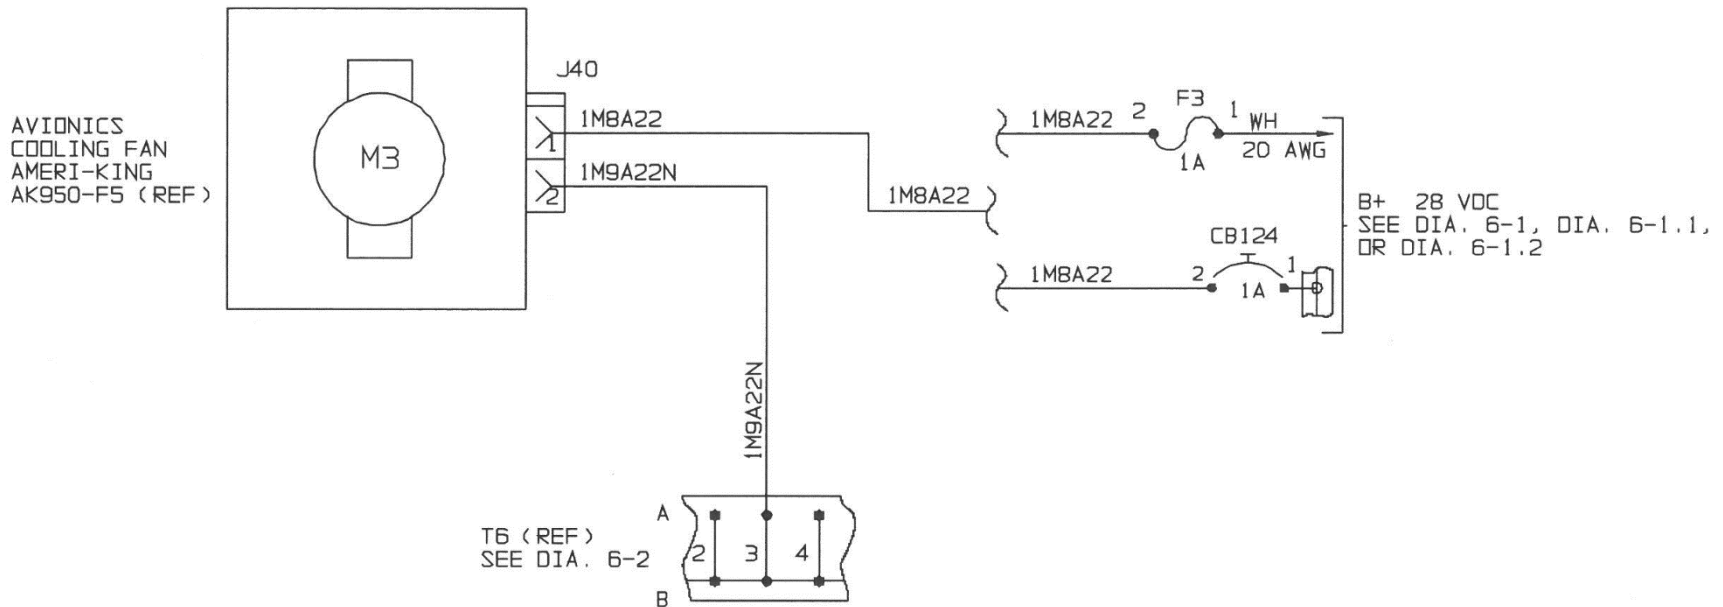 J40
AVIONICS
COOLING FAN
AMERI-KING
AK950-F5 (REF)
M3
1
2
1M8A22
1M9A22N
1M8A22
1M8A22
2
F3
1
1A
WH
20 AWG
B+ 28 VDC
SEE DIA. 6-1, DIA. 6-1.1,
OR DIA. 6-1.2
CB124
1M8A22
2
1
1A
1M9A22N
T6 (REF)
SEE DIA. 6-2
A
2
3
4
B